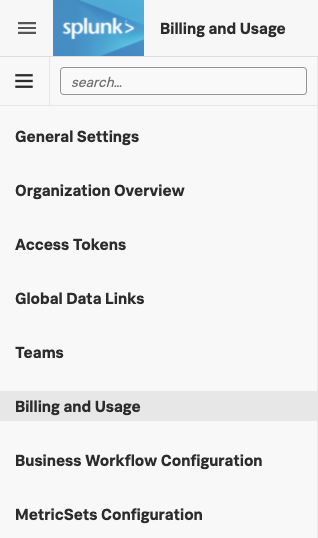 splunk>
Billing and Usage
search...
General Settings
Organization Overview
Access Tokens
Global Data Links
Teams
Billing and Usage
Business Workflow Configuration
MetricSets Configuration